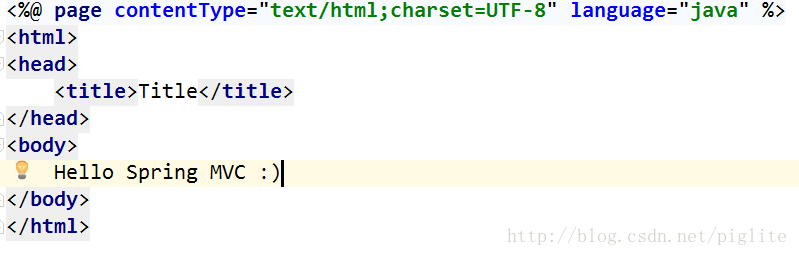 <%@ page contentType="text/html;charset=UTF-8" language="java" %>
<html>
<head>
    <title>Title</title>
</head>
<body>
    Hello Spring MVC :)
</body>
</html>
http://blog.csdn.net/piglite